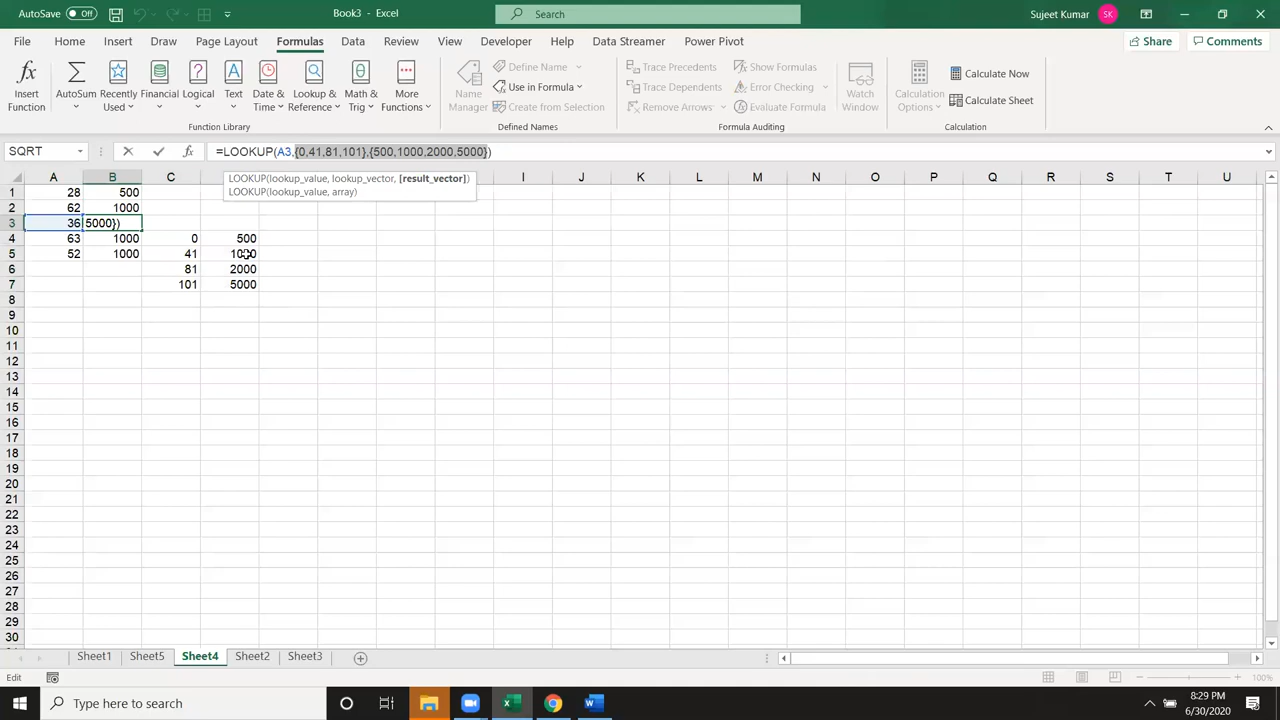 AutoSave Off Book3 - Excel Search Sujeet Kumar SK
File Home Insert Draw Page Layout Formulas Data Review View Developer Help Data Streamer Power Pivot Share Comments
Insert Function AutoSum Recently Used Financial Logical Text Date & Time Lookup & Reference Math & Trig More Functions Name Manager Define Name Use in Formula Create from Selection Trace Precedents Trace Dependents Remove Arrows Show Formulas Error Checking Evaluate Formula Watch Window Calculation Options Calculate Now Calculate Sheet
Function Library Defined Names Formula Auditing Calculation
SQRT fx =LOOKUP(A3,{0,41,81,101},{500,1000,2000,5000})
LOOKUP(lookup_value, lookup_vector, [result_vector])
LOOKUP(lookup_value, array)
A B C D E F G H I J K L M N O P Q R S T U
1 28 500
2 62 1000
3 36 5000})
4 63 1000 0 500
5 52 1000 41 1000
6 81 2000
7 101 5000
8
9
10
11
12
13
14
15
16
17
18
19
20
21
22
23
24
25
26
27
28
29
30
Sheet1 Sheet5 Sheet4 Sheet2 Sheet3
Edit 100%
Type here to search 8:29 PM
6/30/2020